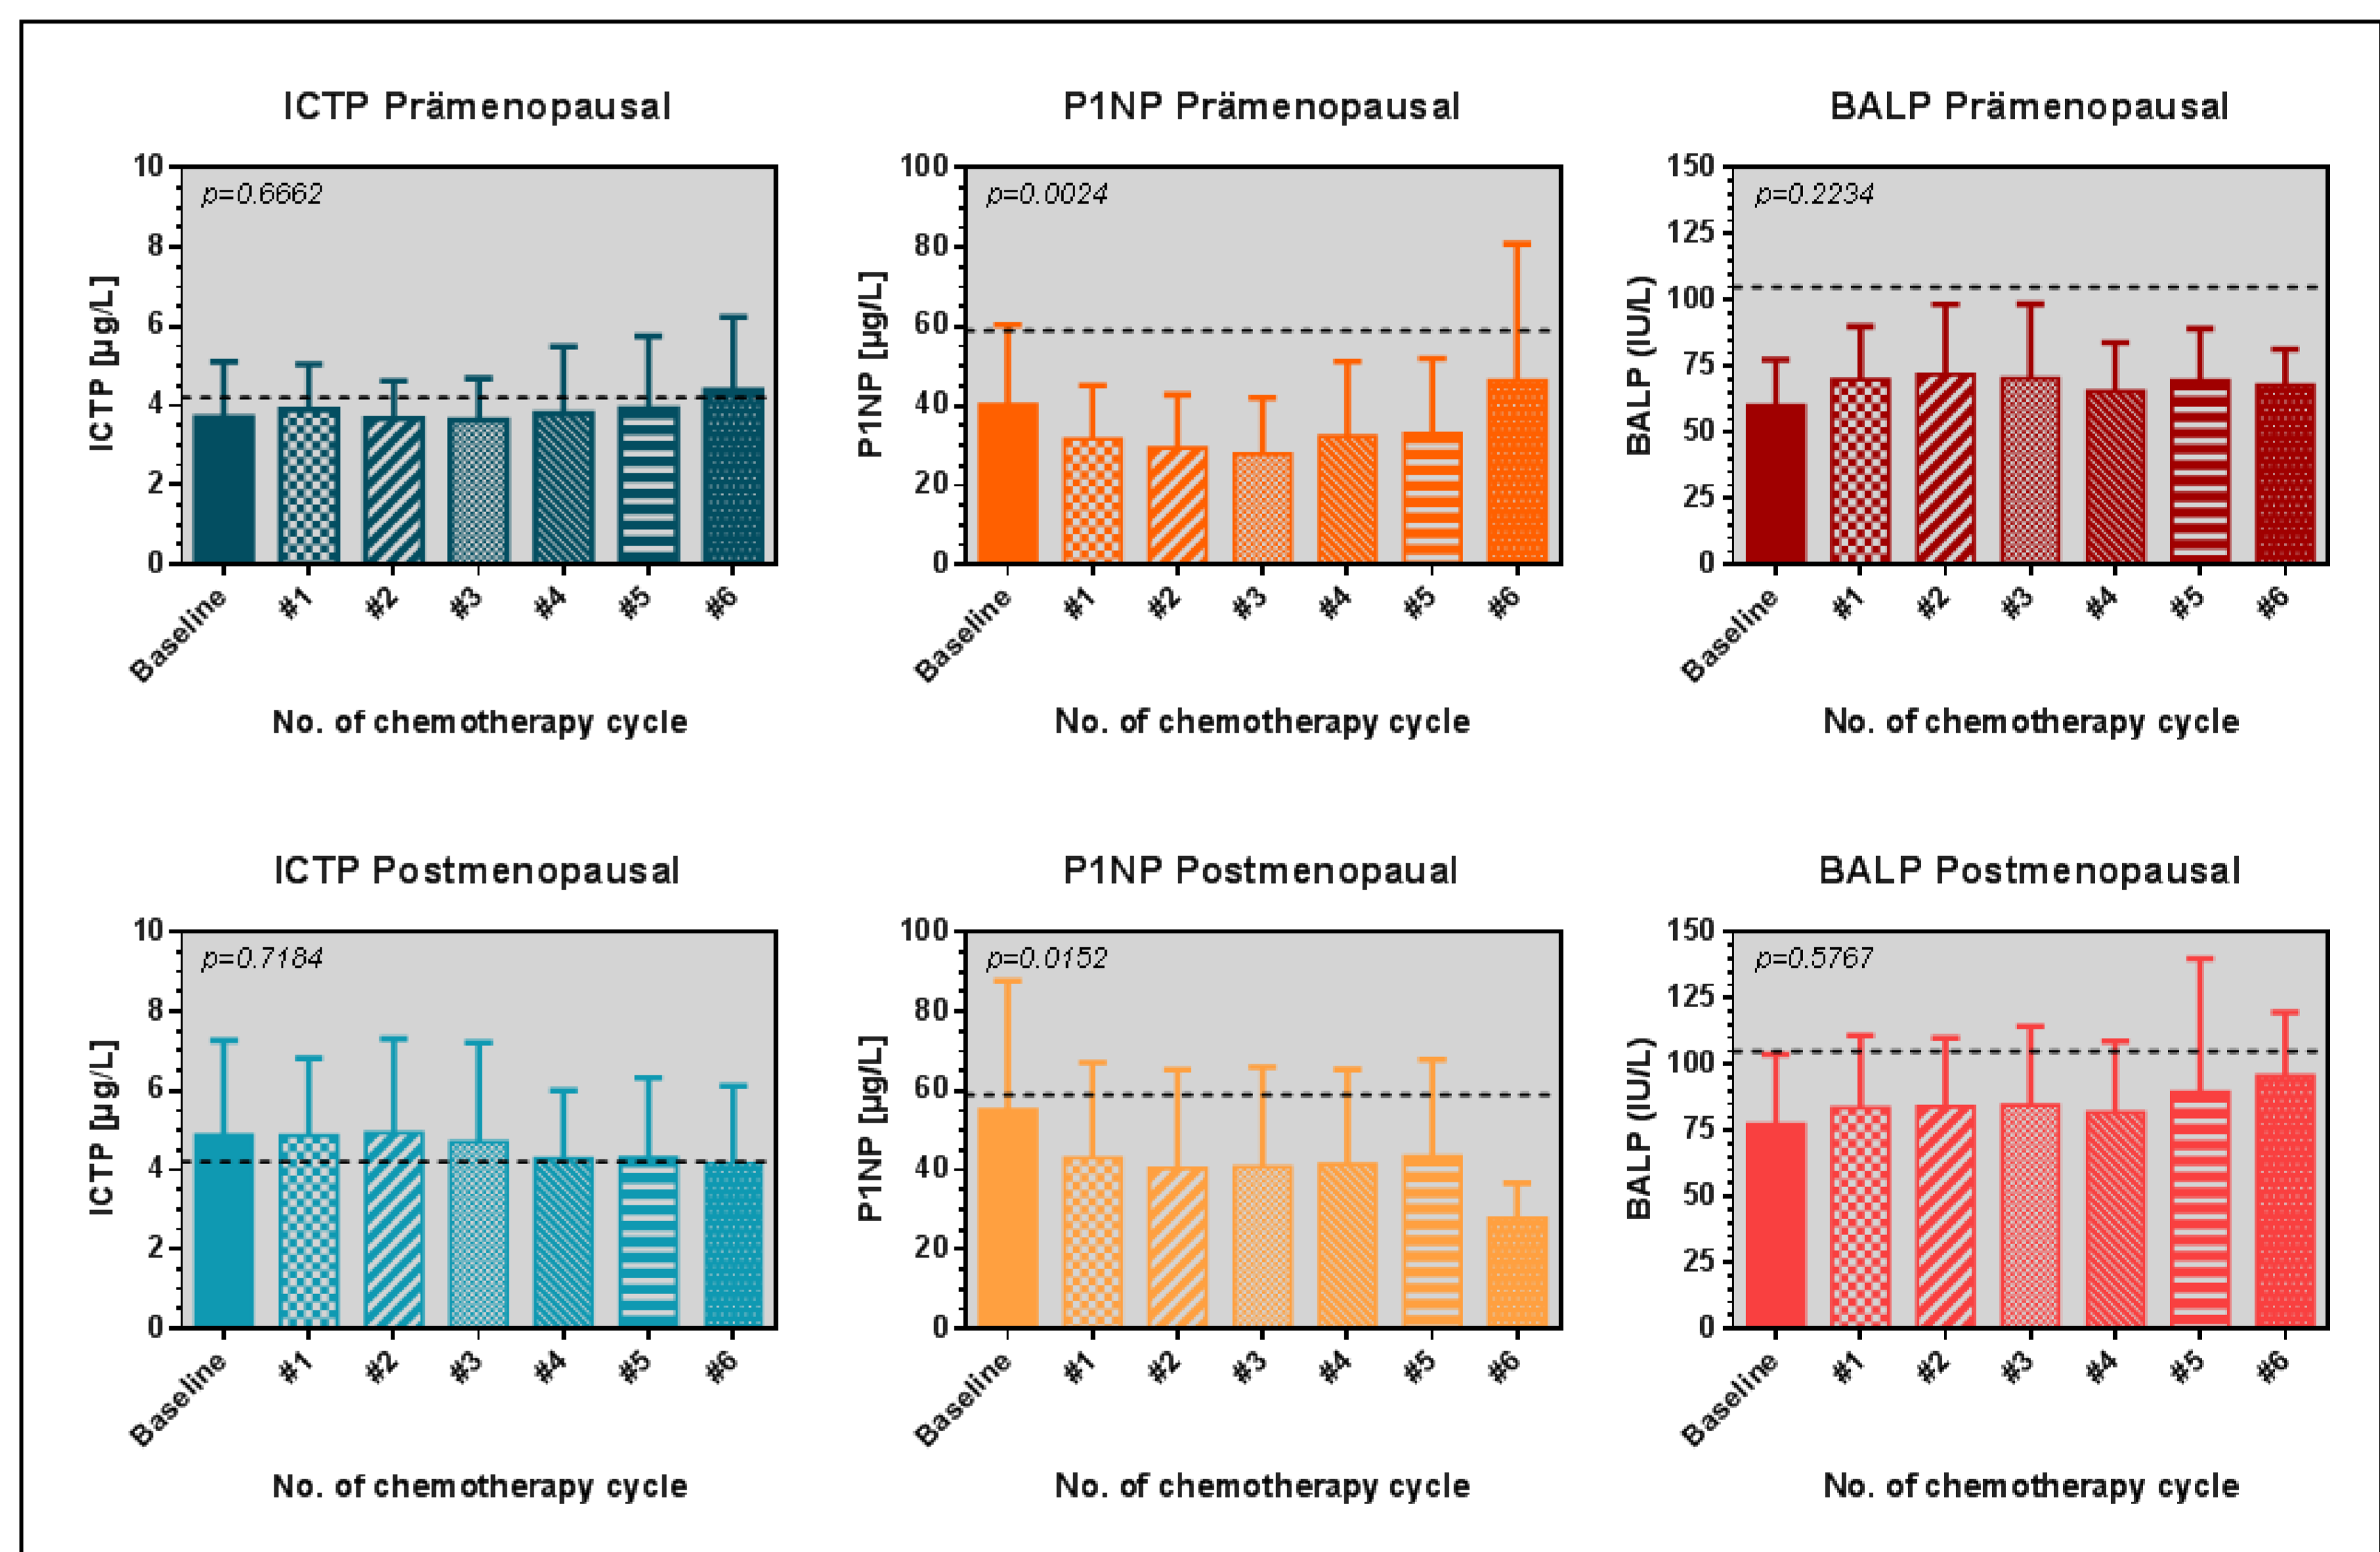 ICTP Prämenopausal
10
8
6
4
2
0
ICTP [µg/L]
p=0.6662
Baseline
#1
#2
#3
#4
#5
#6
No. of chemotherapy cycle
P1NP Prämenopausal
100
80
60
40
20
0
P1NP [µg/L]
p=0.0024
Baseline
#1
#2
#3
#4
#5
#6
No. of chemotherapy cycle
BALP Prämenopausal
150
125
100
75
50
25
0
BALP (IU/L)
p=0.2234
Baseline
#1
#2
#3
#4
#5
#6
No. of chemotherapy cycle
ICTP Postmenopausal
10
8
6
4
2
0
ICTP [µg/L]
p=0.7184
Baseline
#1
#2
#3
#4
#5
#6
No. of chemotherapy cycle
P1NP Postmenopaual
100
80
60
40
20
0
P1NP [µg/L]
p=0.0152
Baseline
#1
#2
#3
#4
#5
#6
No. of chemotherapy cycle
BALP Postmenopausal
150
125
100
75
50
25
0
BALP (IU/L)
p=0.5767
Baseline
#1
#2
#3
#4
#5
#6
No. of chemotherapy cycle